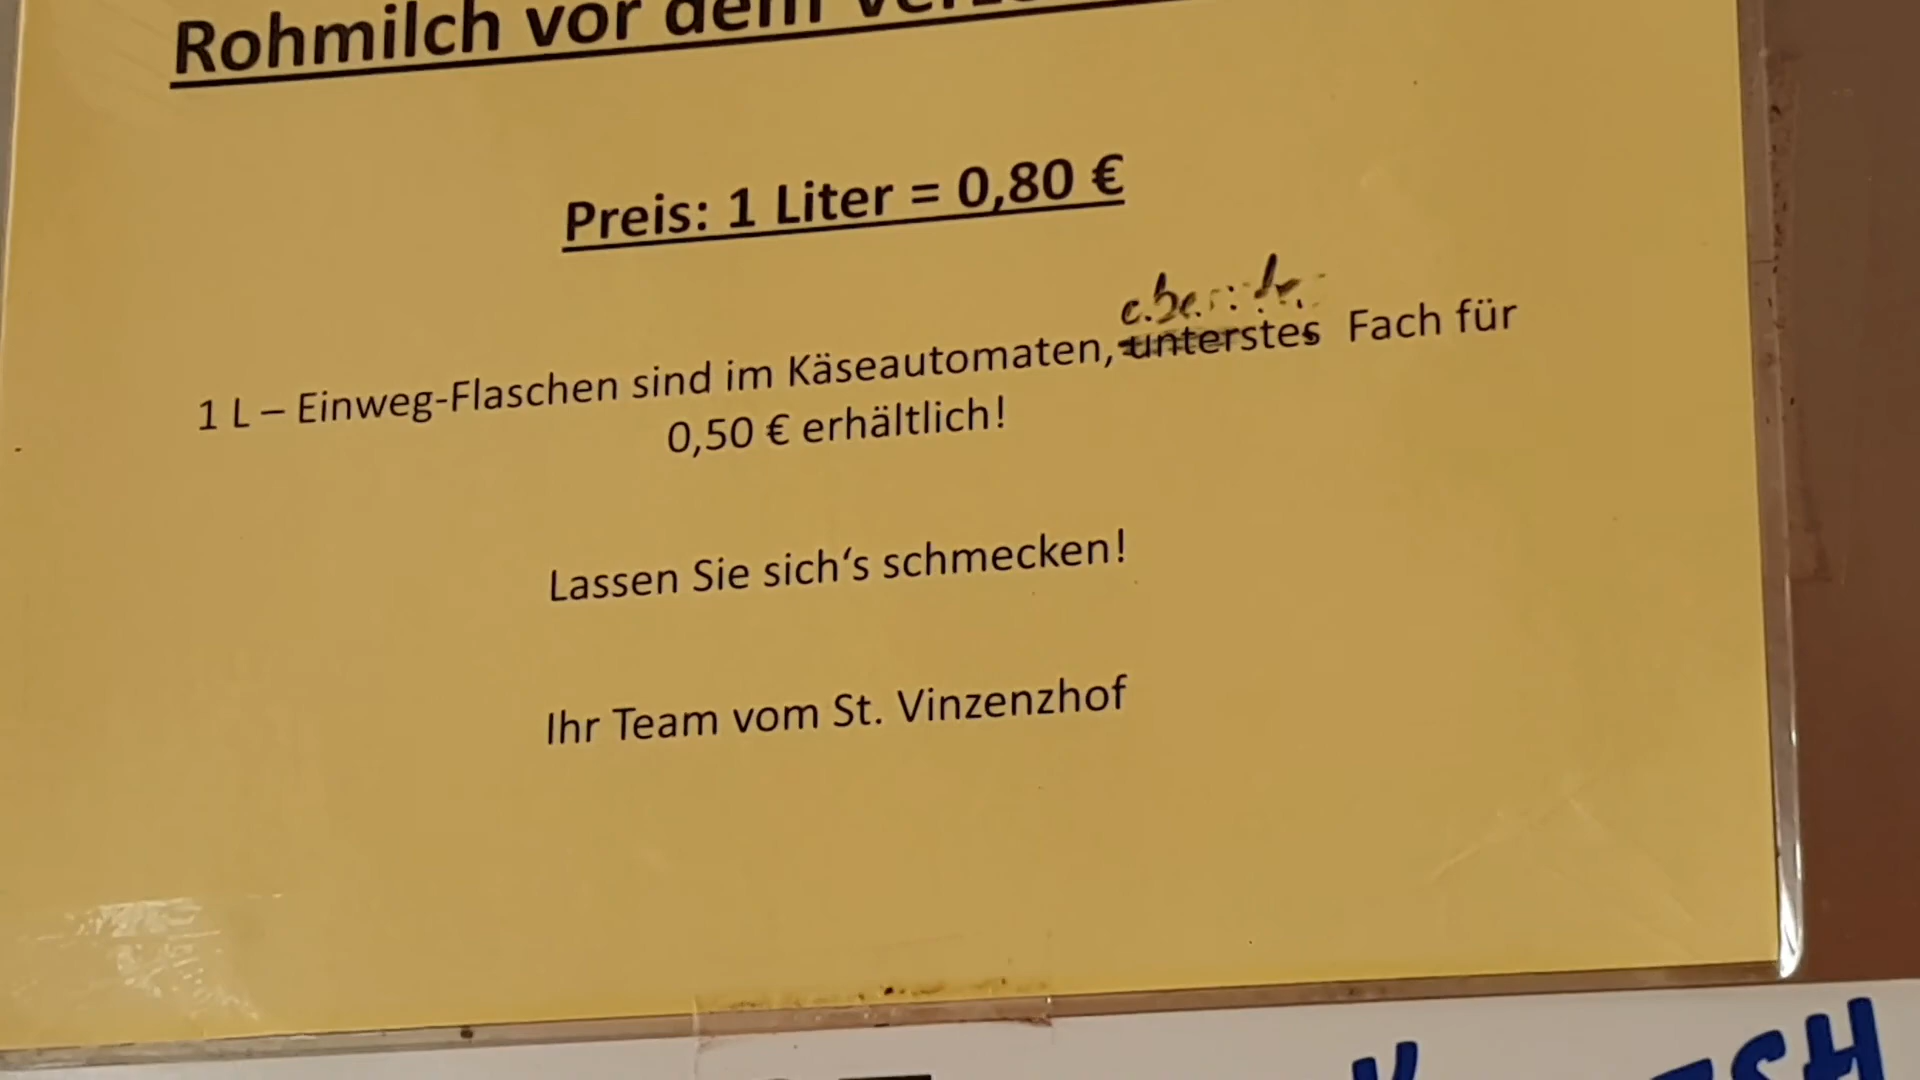 Rohmilch vor dem
Preis: 1 Liter = 0,80 €
1 L – Einweg-Flaschen sind im Käseautomaten, unterstes Fach für
0,50 € erhältlich!
Lassen Sie sich‘s schmecken!
Ihr Team vom St. Vinzenzhof